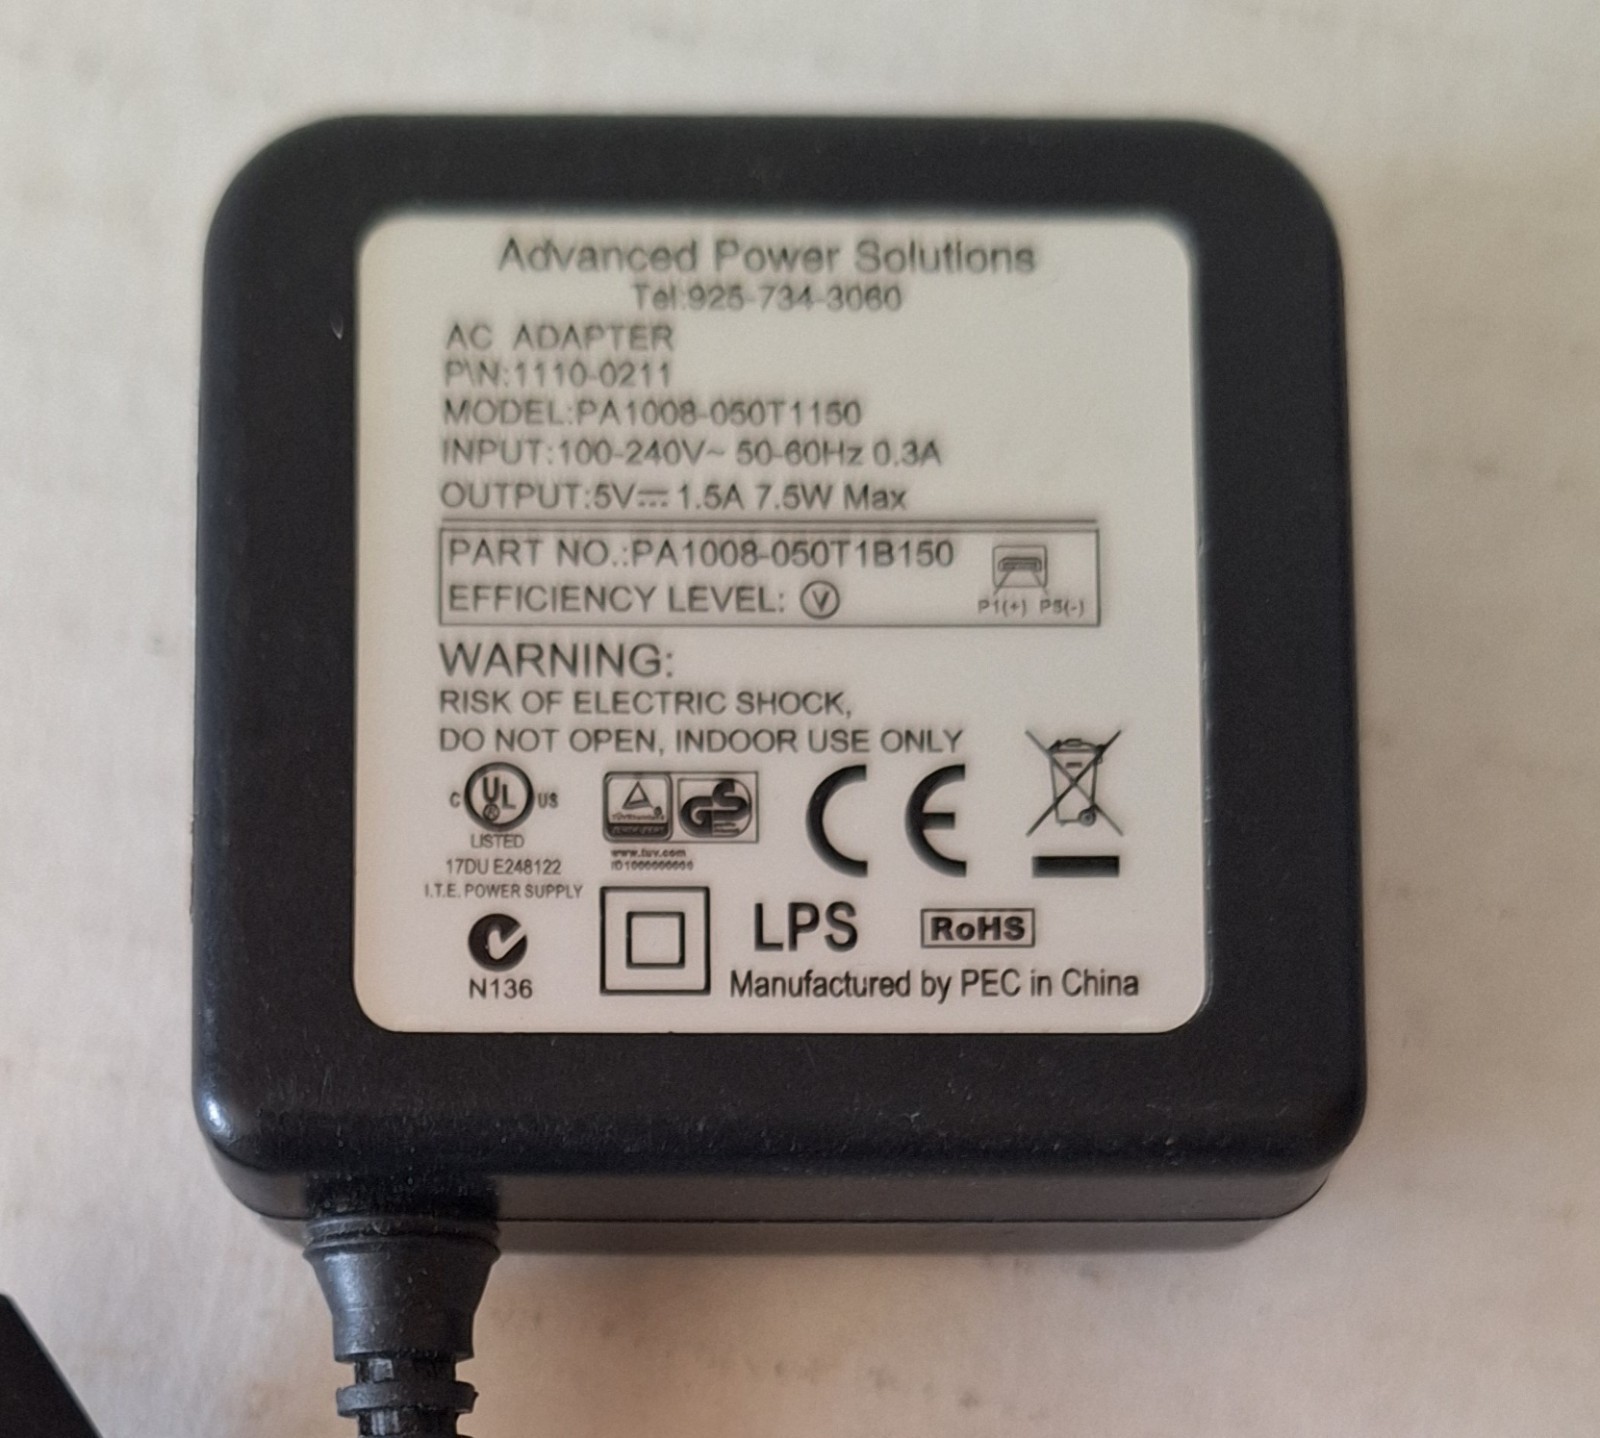 Advanced Power Solutions
Tel:925-734-3060
AC ADAPTER
P\N:1110-0211
MODEL:PA1008-050T1150
INPUT:100-240V~ 50-60Hz 0.3A
OUTPUT:5V⎓ 1.5A 7.5W Max
PART NO.:PA1008-050T1B150
EFFICIENCY LEVEL: Ⓥ
P1(+) P5(-)
WARNING:
RISK OF ELECTRIC SHOCK,
DO NOT OPEN, INDOOR USE ONLY
C UL US
LISTED
17DU E248122
I.T.E. POWER SUPPLY
GS
www.tuv.com
CE
N136
LPS
RoHS
Manufactured by PEC in China